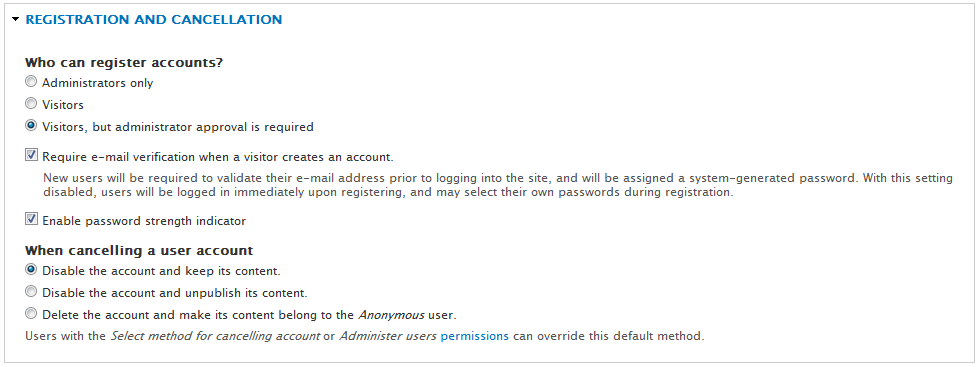 REGISTRATION AND CANCELLATION
Who can register accounts?
Administrators only
Visitors
Visitors, but administrator approval is required
Require e-mail verification when a visitor creates an account.
New users will be required to validate their e-mail address prior to logging into the site, and will be assigned a system-generated password. With this setting
disabled, users will be logged in immediately upon registering, and may select their own passwords during registration.
Enable password strength indicator
When cancelling a user account
Disable the account and keep its content.
Disable the account and unpublish its content.
Delete the account and make its content belong to the Anonymous user.
Users with the Select method for cancelling account or Administer users permissions can override this default method.